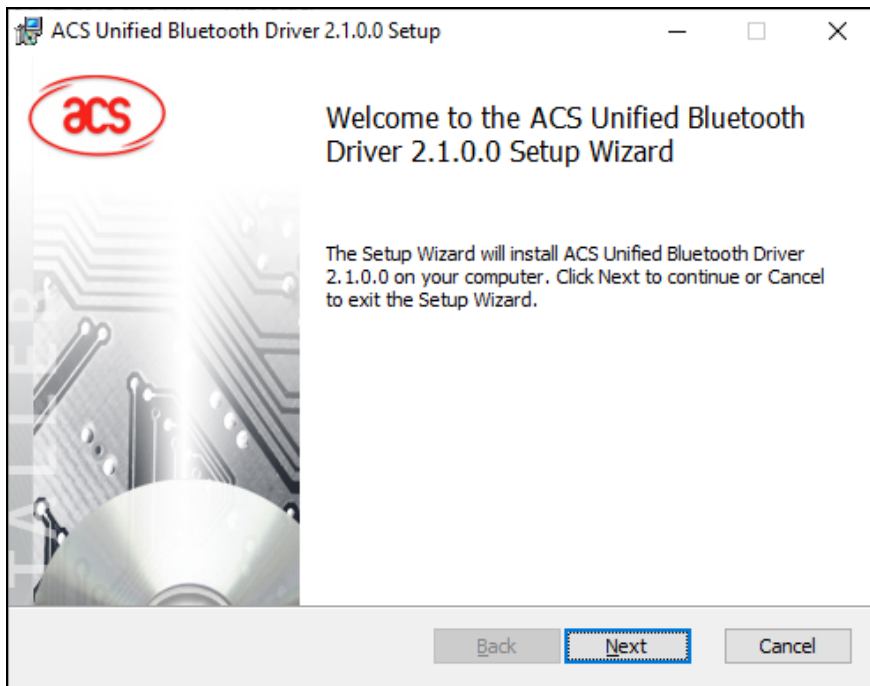 ACS Unified Bluetooth Driver 2.1.0.0 Setup
acs
Welcome to the ACS Unified Bluetooth
Driver 2.1.0.0 Setup Wizard
The Setup Wizard will install ACS Unified Bluetooth Driver
2.1.0.0 on your computer. Click Next to continue or Cancel
to exit the Setup Wizard.
TALLER
Back
Next
Cancel